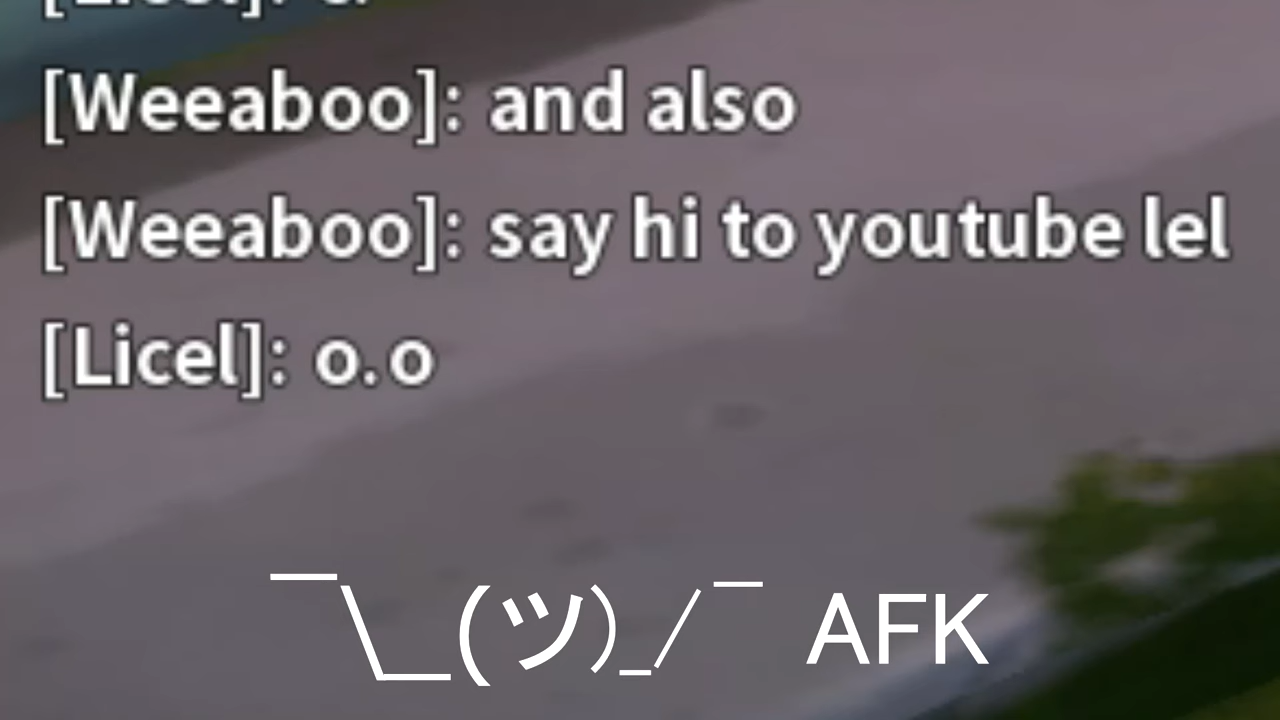 [Weeaboo]: and also
[Weeaboo]: say hi to youtube lel
[Licel]: o.o
¯\_(ツ)_/¯ AFK